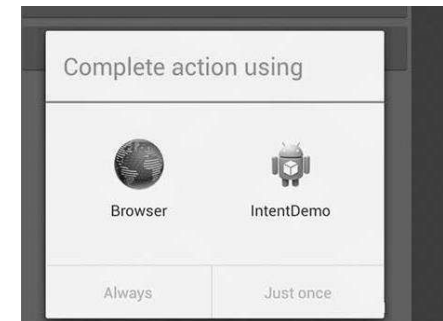 Complete action using
Browser IntentDemo
Always Just once